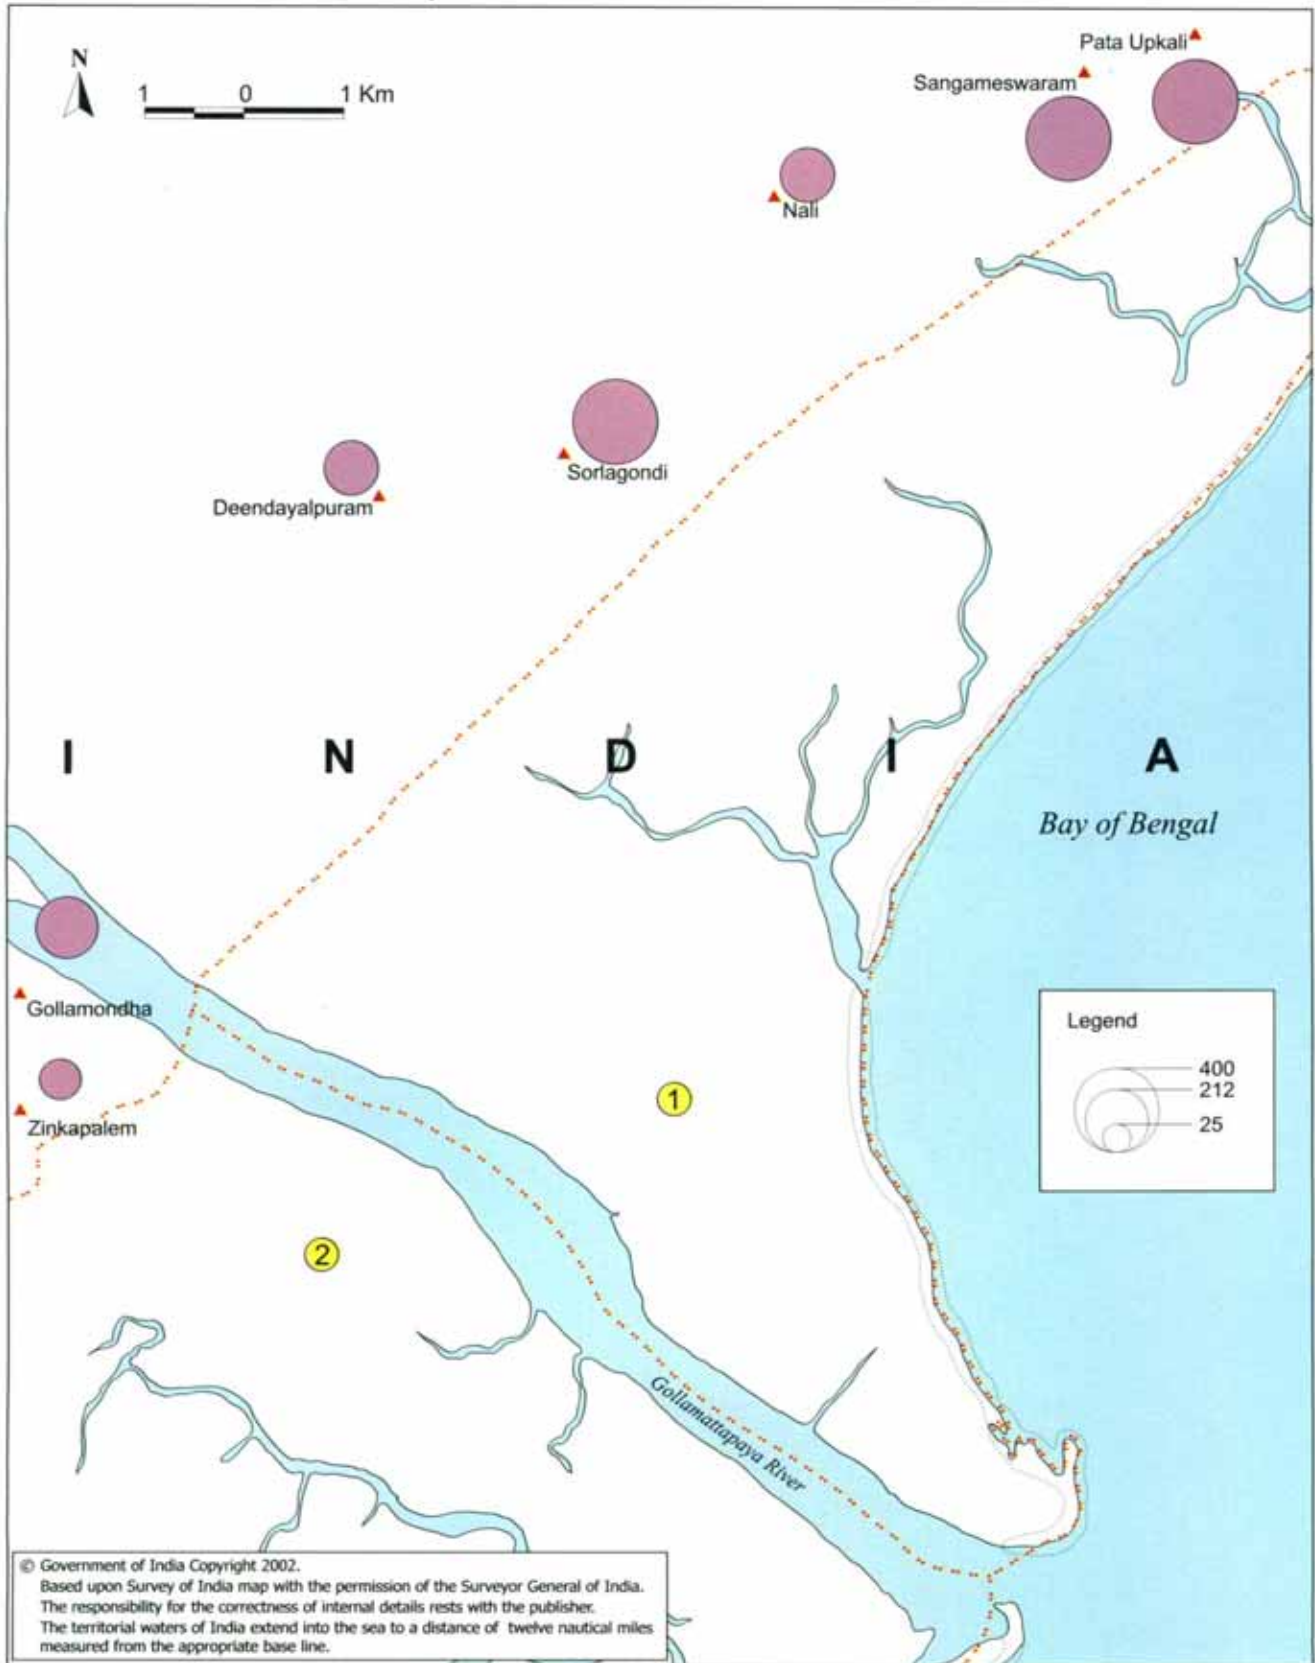 Pata Upkali
N
Sangameswaram
1 0 1 Km
Nali
Sorlagondi
Deendayalpuram
I N D I A
Bay of Bengal
Gollamondha
Legend
400
212
25
1
Zinkapalem
2
Gollamattapaya River
© Government of India Copyright 2002.
Based upon Survey of India map with the permission of the Surveyor General of India.
The responsibility for the correctness of internal details rests with the publisher.
The territorial waters of India extend into the sea to a distance of twelve nautical miles
measured from the appropriate base line.